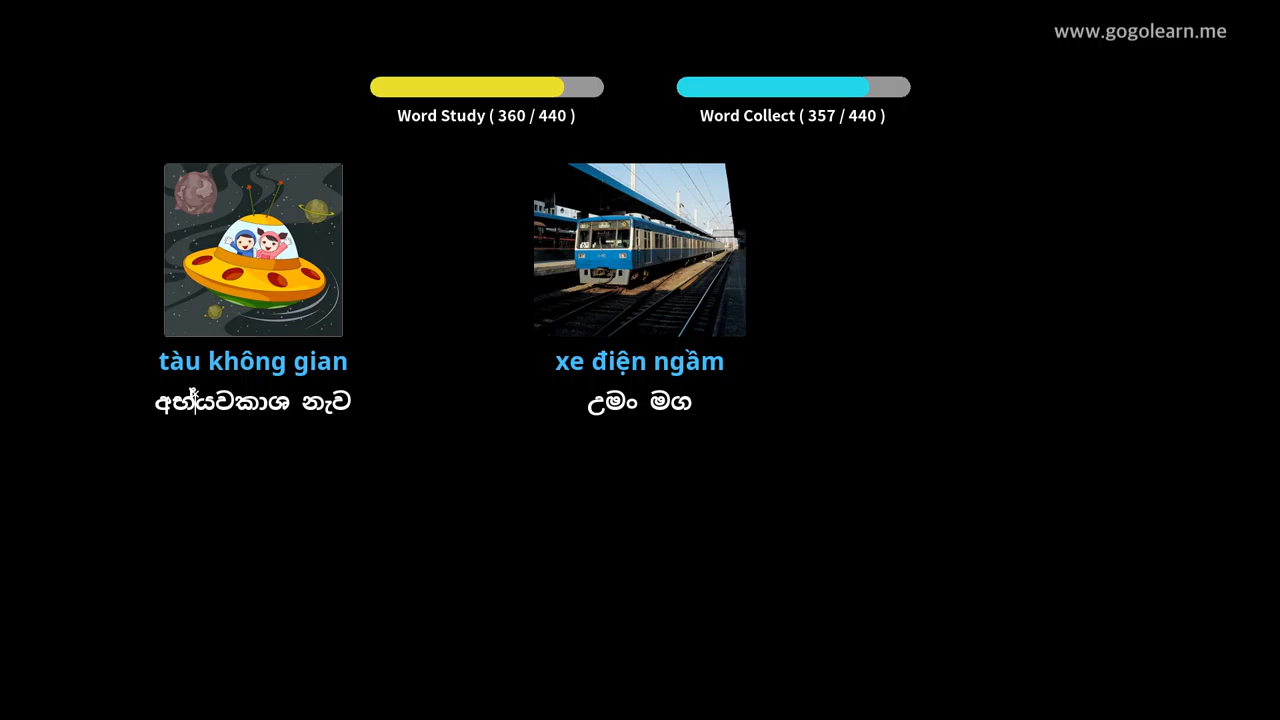 www.gogolearn.me
Word Study ( 360 / 440 )
Word Collect ( 357 / 440 )
tàu không gian
xe điện ngầm
අභ්‍යවකාශ නැව
උමං මග